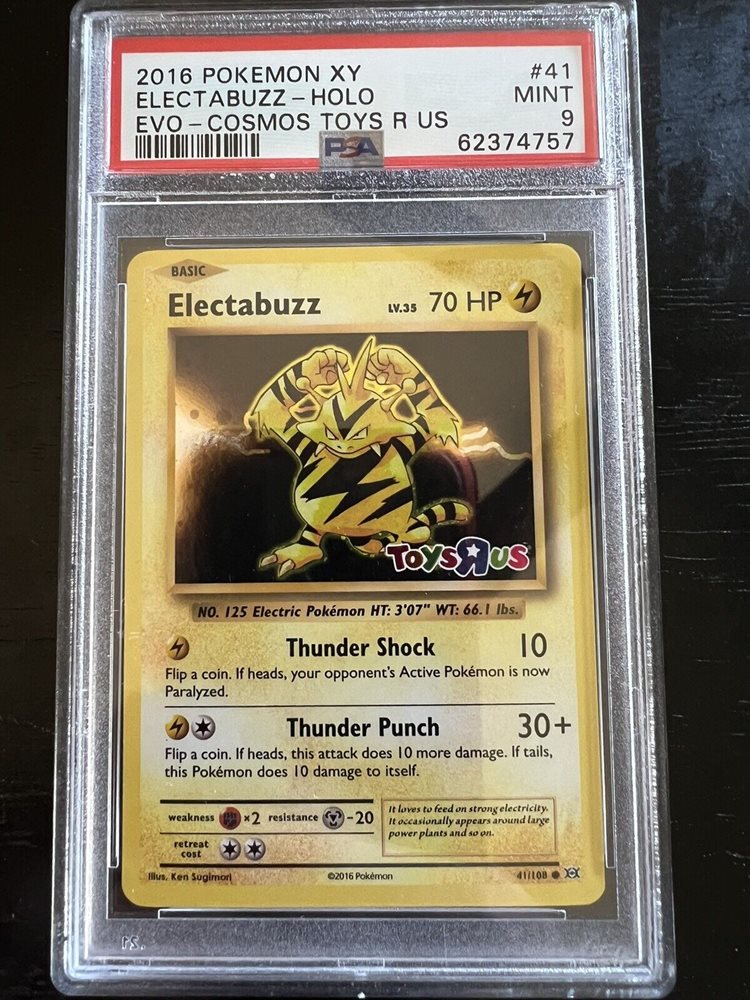 2016 POKEMON XY #41
ELECTABUZZ-HOLO MINT
EVO-COSMOS TOYS R US 9
PSA 62374757
BASIC
Electabuzz LV.35 70 HP
ToysRus
NO. 125 Electric Pokémon HT: 3'07" WT: 66.1 lbs.
Thunder Shock 10
Flip a coin. If heads, your opponent's Active Pokémon is now
Paralyzed.
Thunder Punch 30+
Flip a coin. If heads, this attack does 10 more damage. If tails,
this Pokémon does 10 damage to itself.
weakness ×2 resistance -20
retreat
cost
It loves to feed on strong electricity.
It occasionally appears around large
power plants and so on.
Illus. Ken Sugimori ©2016 Pokémon 41/108